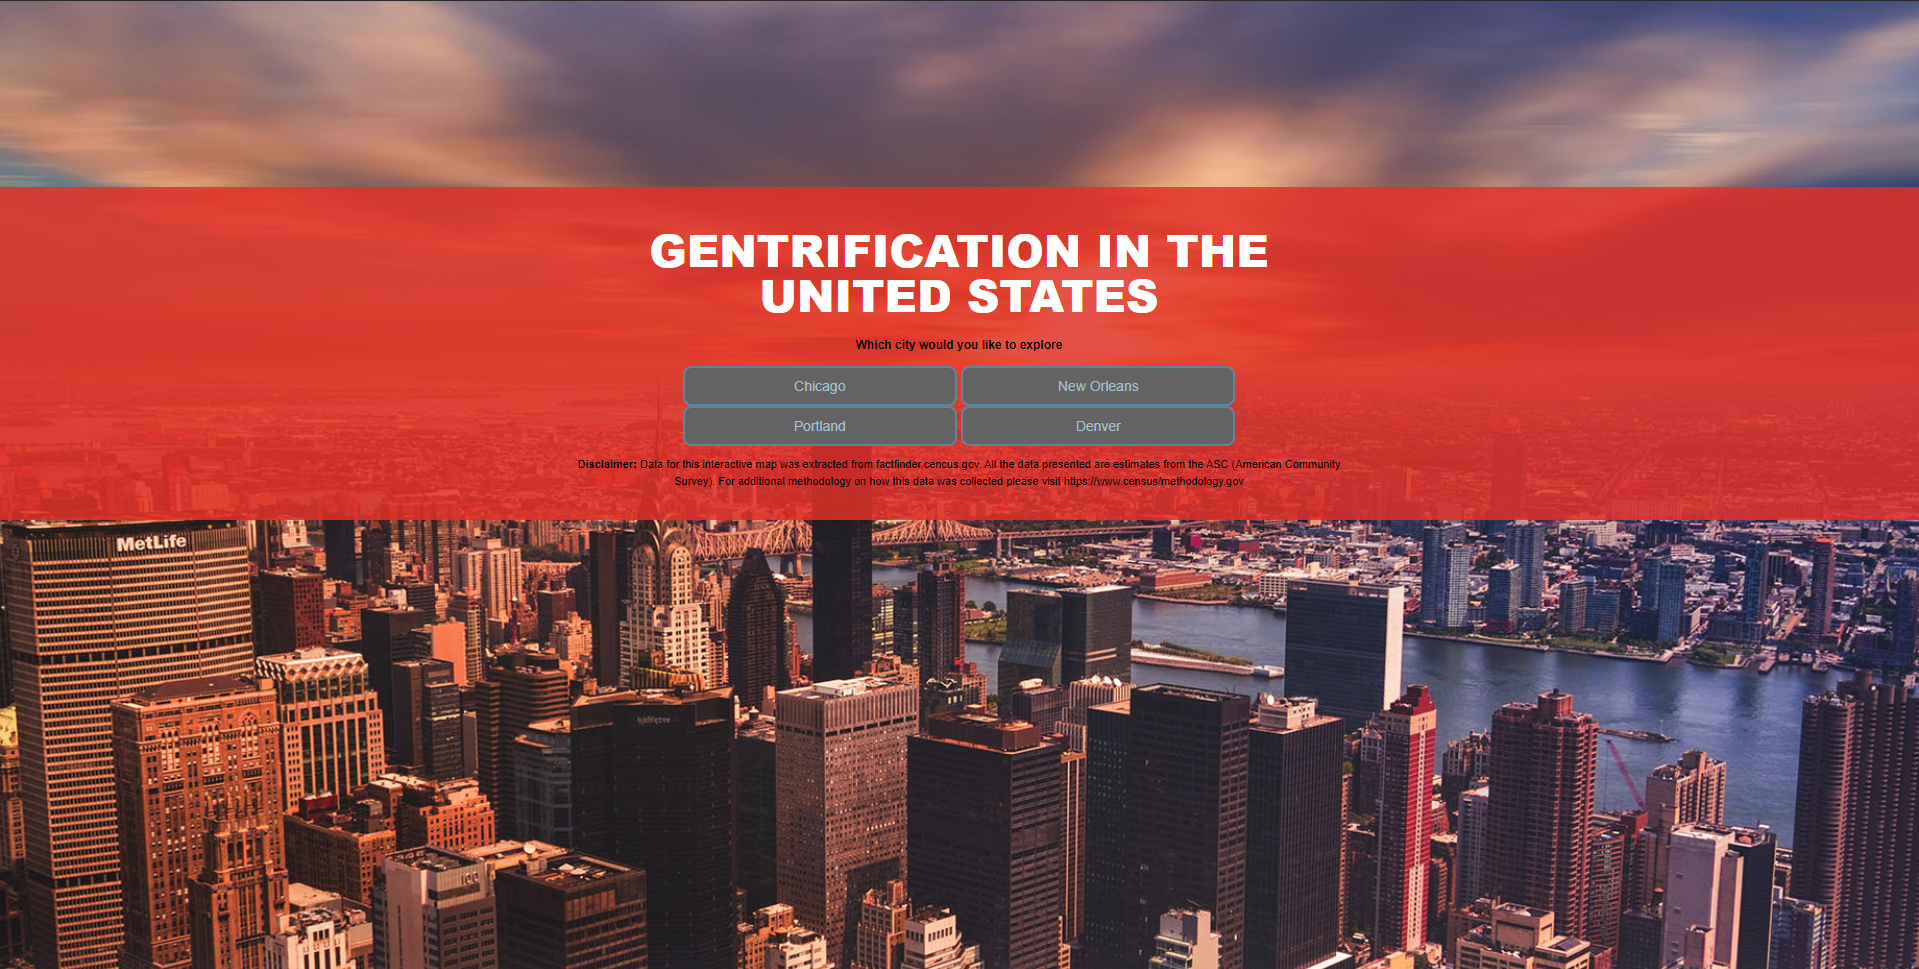 GENTRIFICATION IN THE
UNITED STATES
Which city would you like to explore
Chicago
New Orleans
Portland
Denver
Disclaimer: Data for this interactive map was extracted from factfinder.cencus.gov. All the data presented are estimates from the ASC (American Community
Survey). For additional methodology on how this data was collected please visit https://www.census/methodology.gov
MetLife